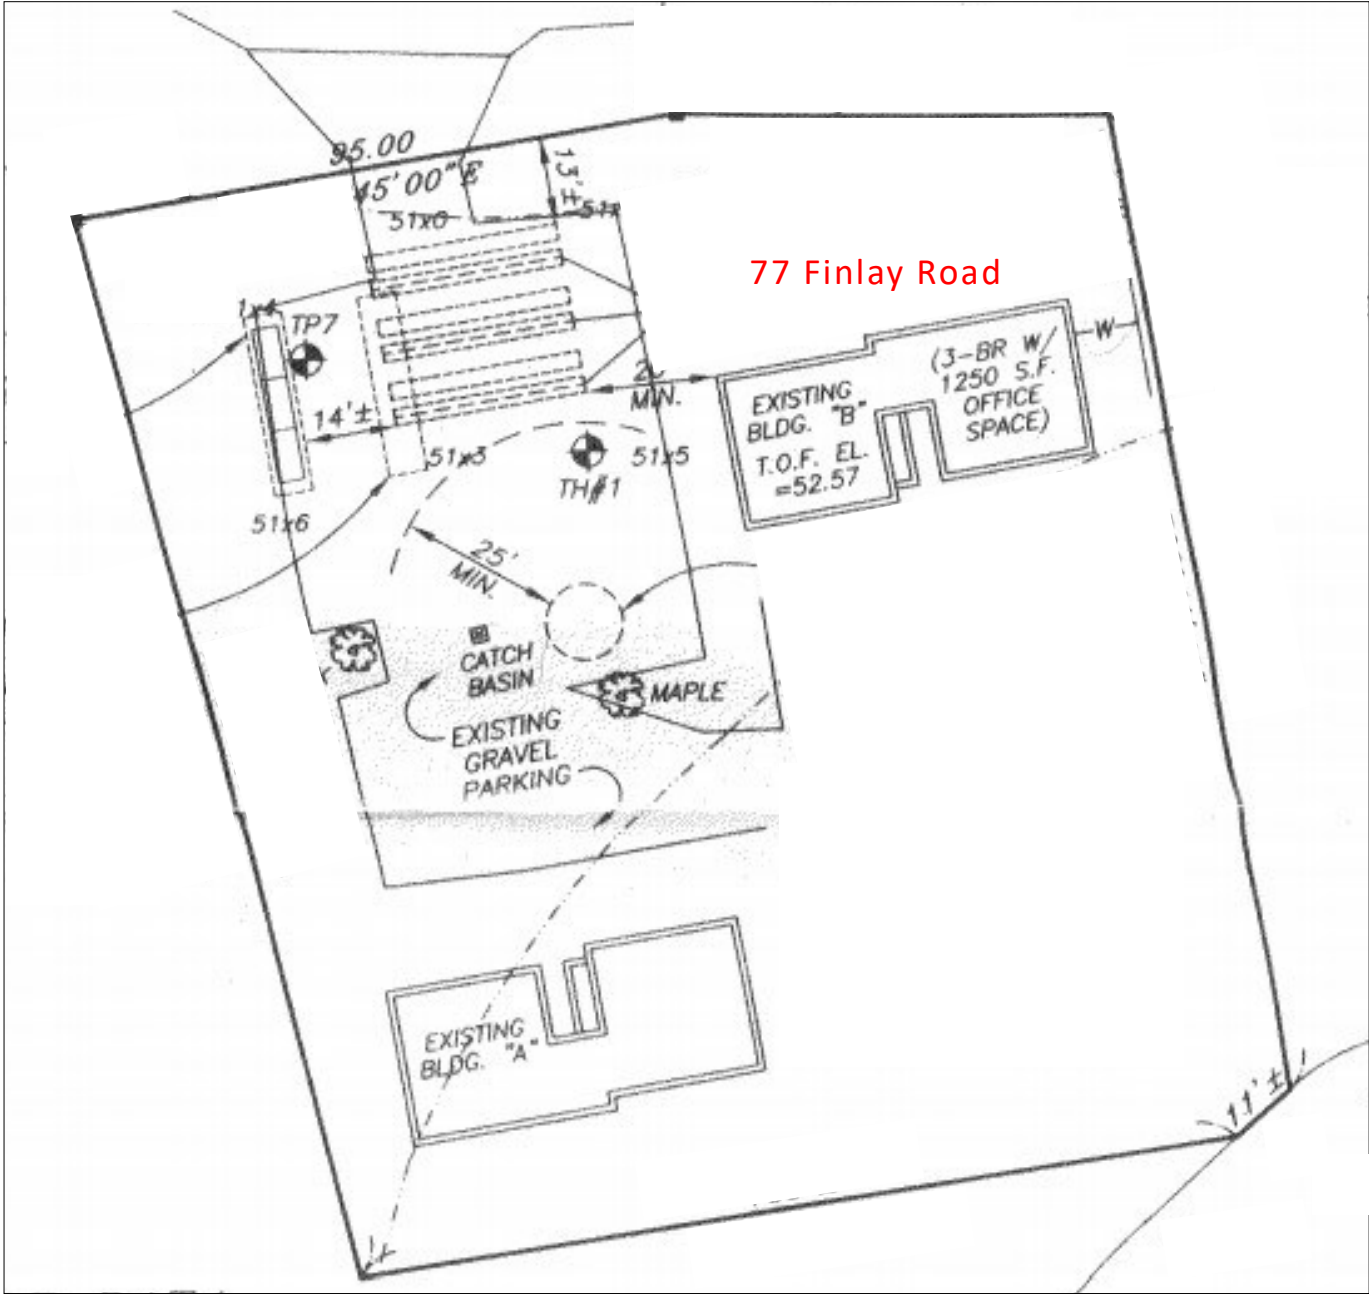 95.00
45'00"E
13'±
51x0
77 Finlay Road
1x4
TP7
W
(3-BR W/
1250 S.F.
OFFICE
SPACE)
EXISTING
BLDG. "B"
T.O.F. EL.
=52.57
MIN.
14'±
51x3
51x5
TH#1
51x6
25'
MIN.
CATCH
BASIN
MAPLE
EXISTING
GRAVEL
PARKING
EXISTING
BLDG. "A"
11'±